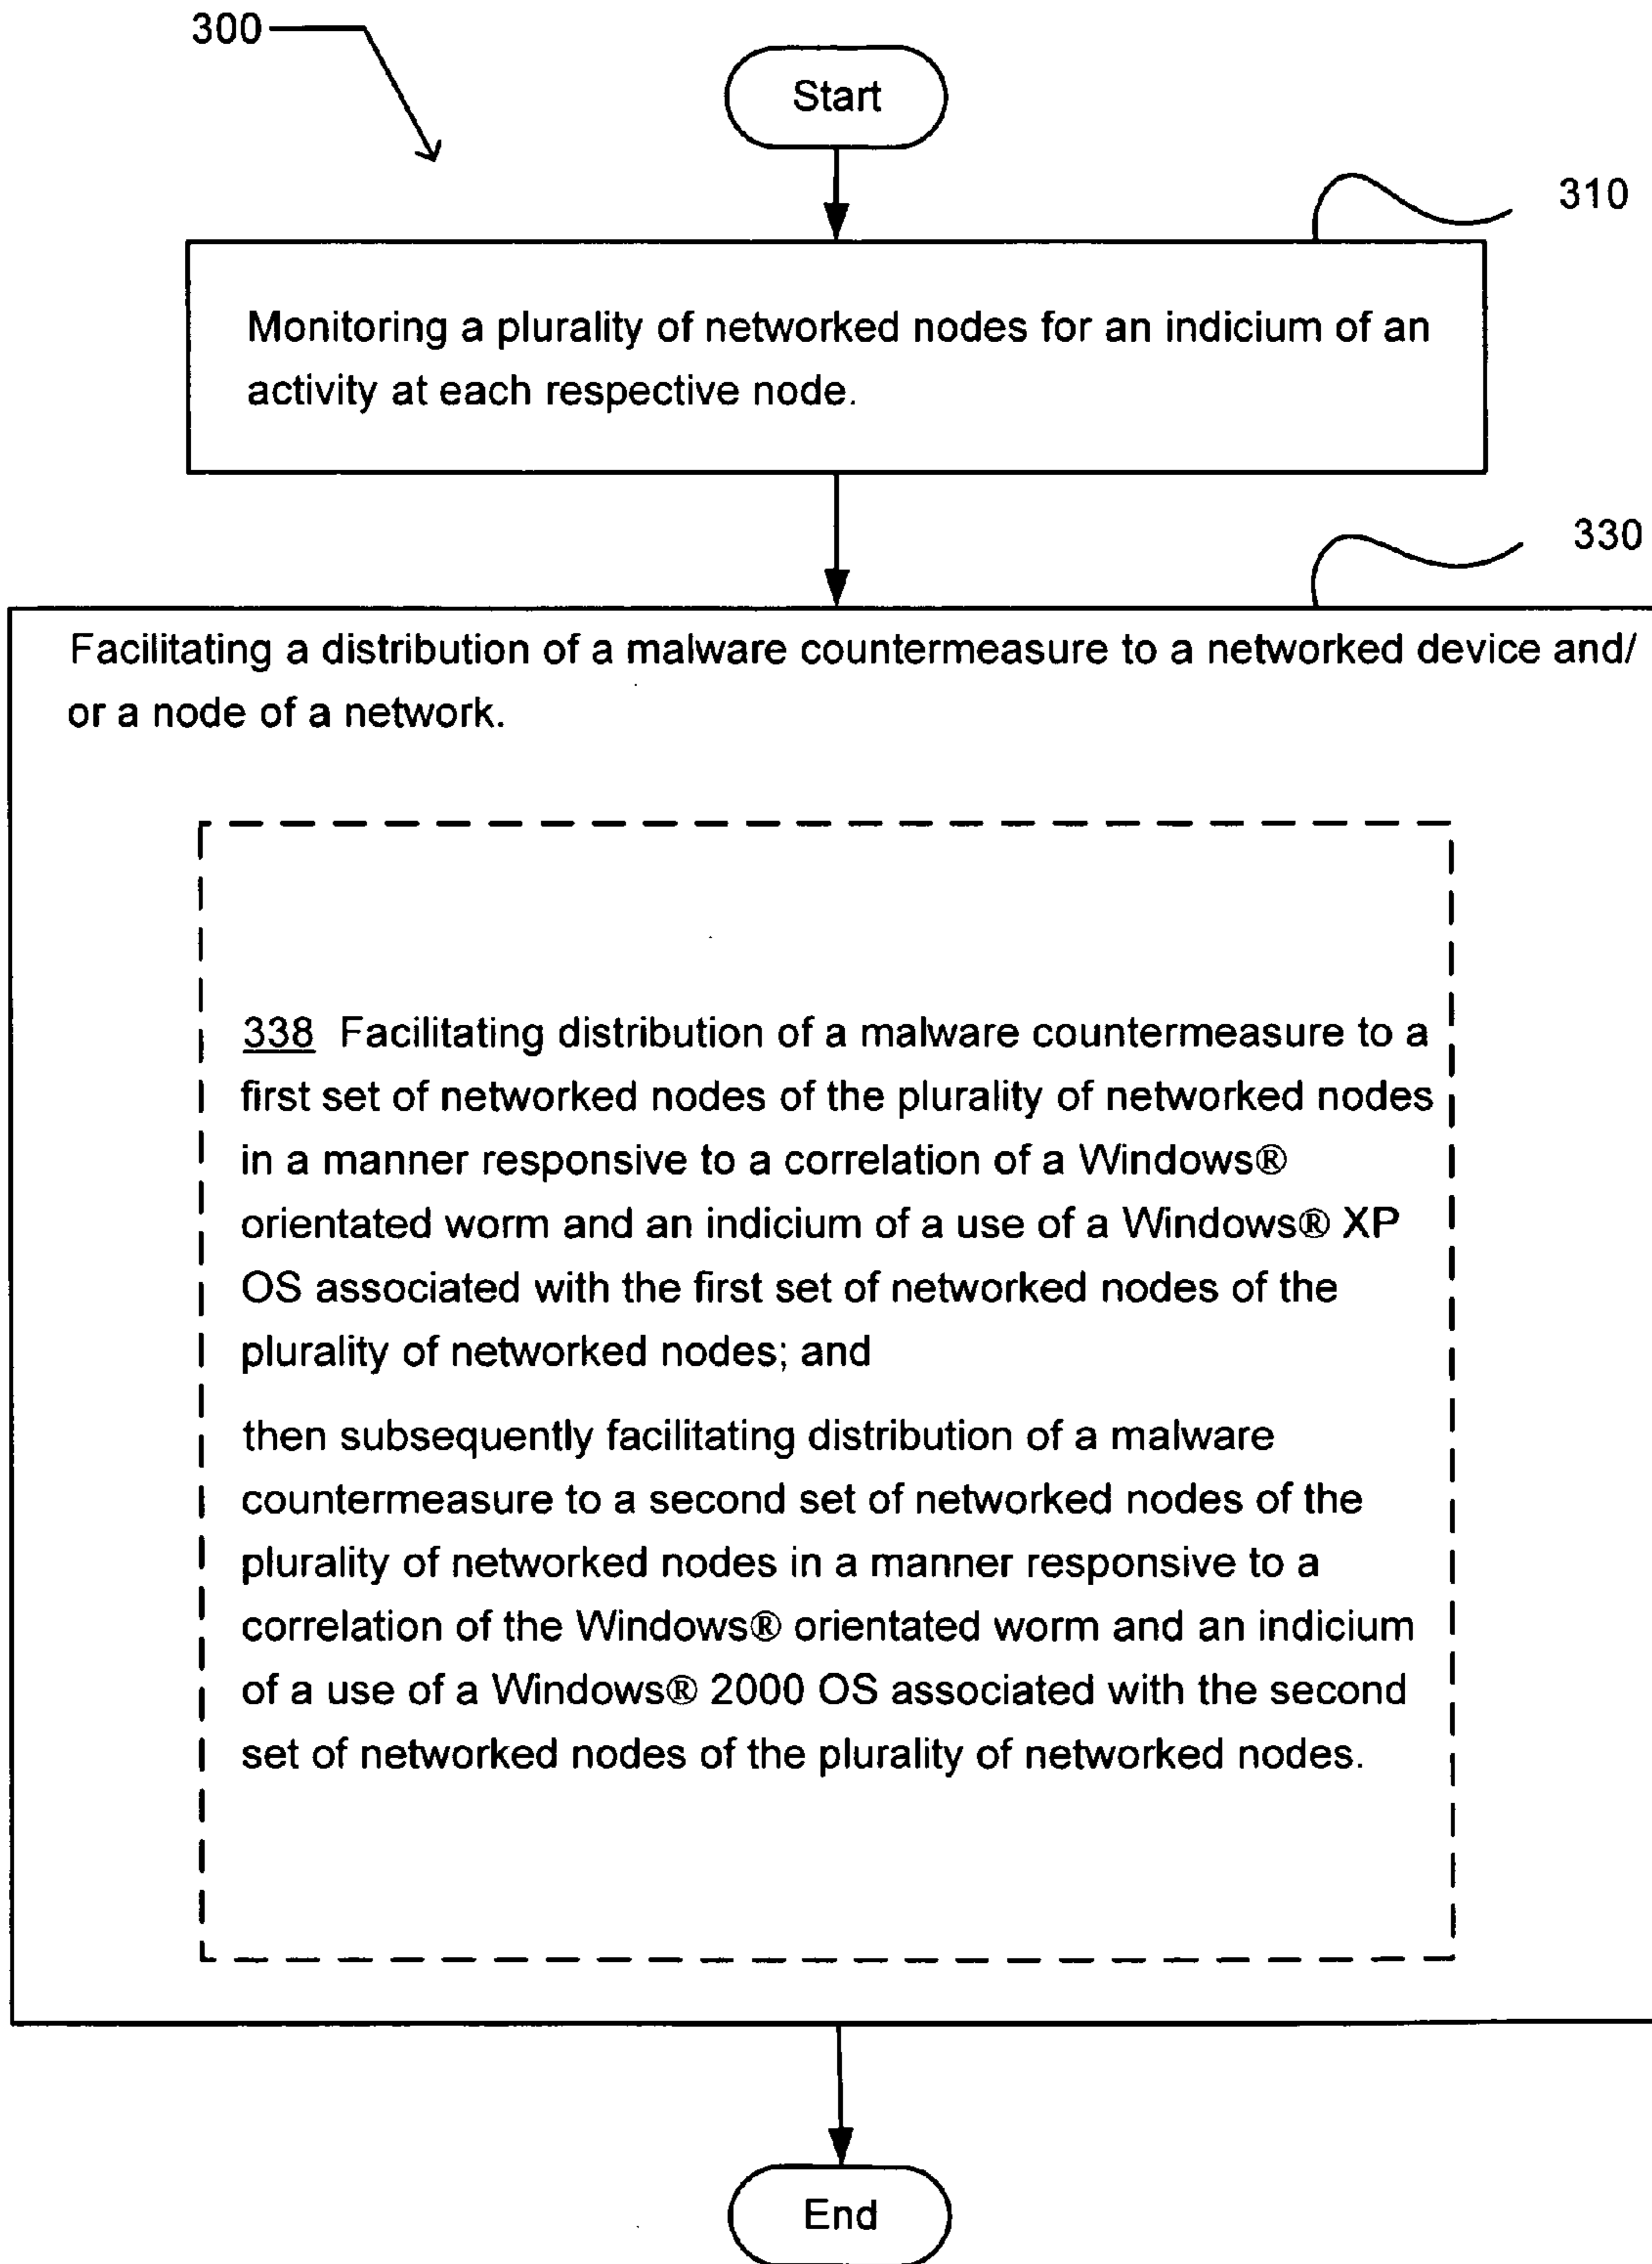 300
Start
310
Monitoring a plurality of networked nodes for an indicium of an
activity at each respective node.
330
Facilitating a distribution of a malware countermeasure to a networked device and/
or a node of a network.
338 Facilitating distribution of a malware countermeasure to a
first set of networked nodes of the plurality of networked nodes
in a manner responsive to a correlation of a Windows®
orientated worm and an indicium of a use of a Windows® XP
OS associated with the first set of networked nodes of the
plurality of networked nodes; and
then subsequently facilitating distribution of a malware
countermeasure to a second set of networked nodes of the
plurality of networked nodes in a manner responsive to a
correlation of the Windows® orientated worm and an indicium
of a use of a Windows® 2000 OS associated with the second
set of networked nodes of the plurality of networked nodes.
End